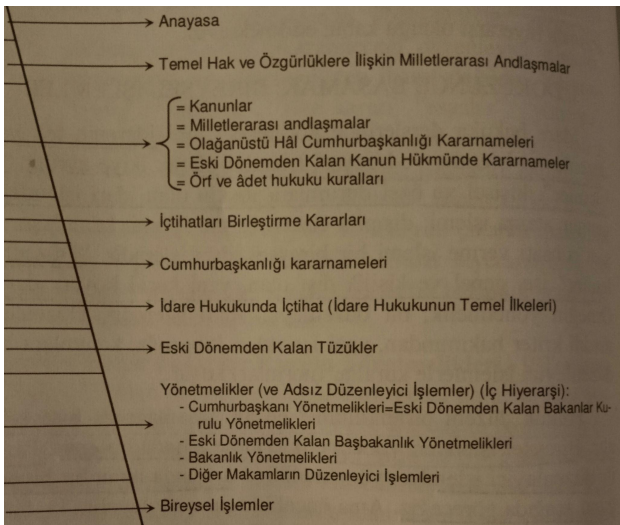 Anayasa
Temel Hak ve Özgürlüklere İlişkin Milletlerarası Andlaşmalar
= Kanunlar
= Milletlerarası andlaşmalar
= Olağanüstü Hâl Cumhurbaşkanlığı Kararnameleri
= Eski Dönemden Kalan Kanun Hükmünde Kararnameler
= Örf ve âdet hukuku kuralları
İçtihatları Birleştirme Kararları
Cumhurbaşkanlığı kararnameleri
İdare Hukukunda İçtihat (İdare Hukukunun Temel İlkeleri)
Eski Dönemden Kalan Tüzükler
Yönetmelikler (ve Adsız Düzenleyici İşlemler) (İç Hiyerarşi):
- Cumhurbaşkanı Yönetmelikleri=Eski Dönemden Kalan Bakanlar Ku-
rulu Yönetmelikleri
- Eski Dönemden Kalan Başbakanlık Yönetmelikleri
- Bakanlık Yönetmelikleri
- Diğer Makamların Düzenleyici İşlemleri
Bireysel İşlemler